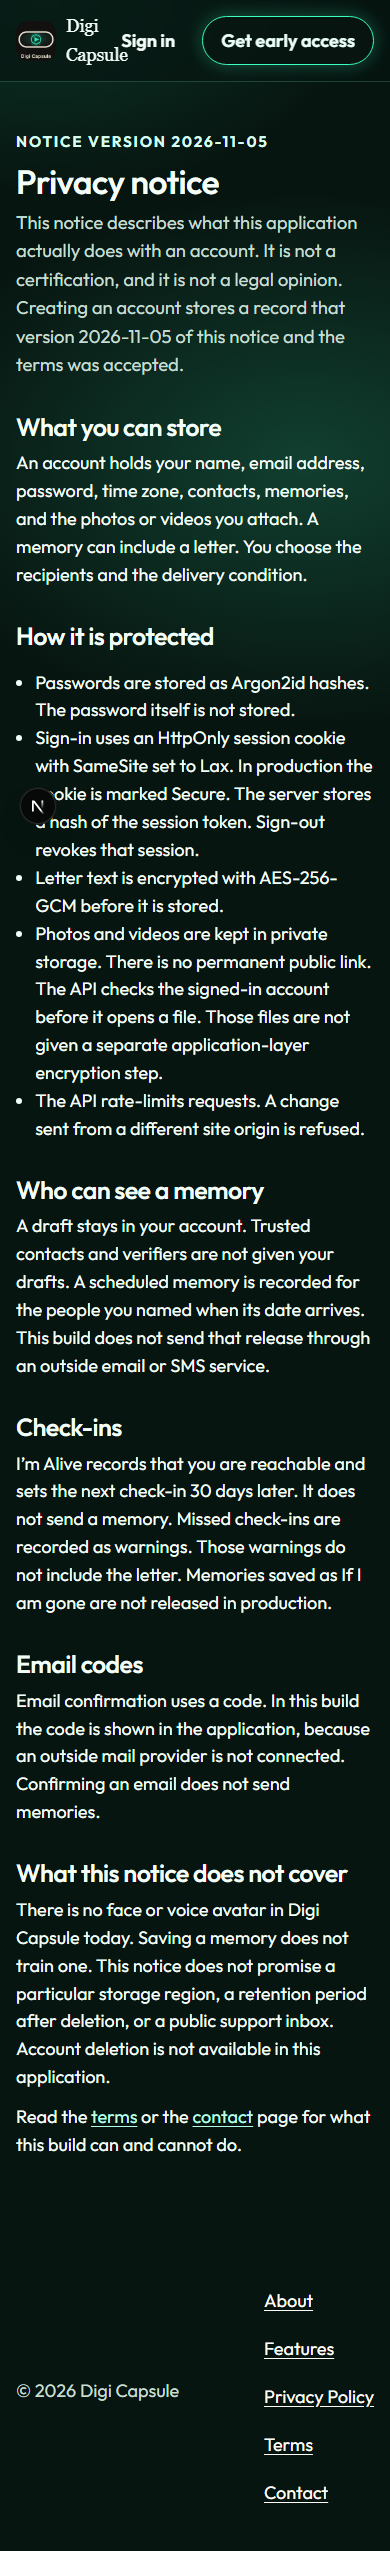 Digi Capsule
Digi
Capsule
Sign in
Get early access
NOTICE VERSION 2026-11-05
Privacy notice
This notice describes what this application
actually does with an account. It is not a
certification, and it is not a legal opinion.
Creating an account stores a record that
version 2026-11-05 of this notice and the
terms was accepted.
What you can store
An account holds your name, email address,
password, time zone, contacts, memories,
and the photos or videos you attach. A
memory can include a letter. You choose the
recipients and the delivery condition.
How it is protected
• Passwords are stored as Argon2id hashes.
The password itself is not stored.
• Sign-in uses an HttpOnly session cookie
with SameSite set to Lax. In production the
ookie is marked Secure. The server stores
N
hash of the session token. Sign-out
revokes that session.
• Letter text is encrypted with AES-256-
GCM before it is stored.
• Photos and videos are kept in private
storage. There is no permanent public link.
The API checks the signed-in account
before it opens a file. Those files are not
given a separate application-layer
encryption step.
• The API rate-limits requests. A change
sent from a different site origin is refused.
Who can see a memory
A draft stays in your account. Trusted
contacts and verifiers are not given your
drafts. A scheduled memory is recorded for
the people you named when its date arrives.
This build does not send that release through
an outside email or SMS service.
Check-ins
I'm Alive records that you are reachable and
sets the next check-in 30 days later. It does
not send a memory. Missed check-ins are
recorded as warnings. Those warnings do
not include the letter. Memories saved as If I
am gone are not released in production.
Email codes
Email confirmation uses a code. In this build
the code is shown in the application, because
an outside mail provider is not connected.
Confirming an email does not send
memories.
What this notice does not cover
There is no face or voice avatar in Digi
Capsule today. Saving a memory does not
train one. This notice does not promise a
particular storage region, a retention period
after deletion, or a public support inbox.
Account deletion is not available in this
application.
Read the terms or the contact page for what
this build can and cannot do.
© 2026 Digi Capsule
About
Features
Privacy Policy
Terms
Contact